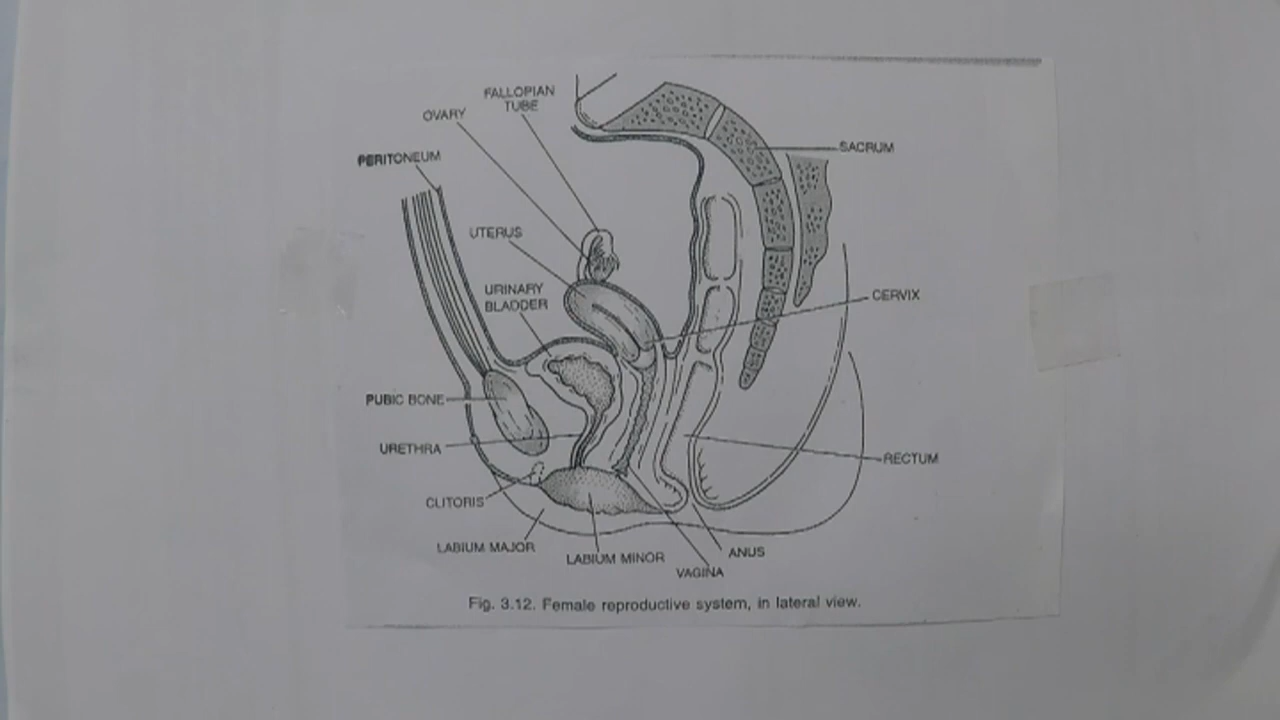 FALLOPIAN
TUBE
OVARY
PERITONEUM
SACRUM
UTERUS
URINARY
BLADDER
CERVIX
PUBIC BONE
URETHRA
RECTUM
CLITORIS
LABIUM MAJOR
LABIUM MINOR
ANUS
VAGINA
Fig. 3.12. Female reproductive system, in lateral view.